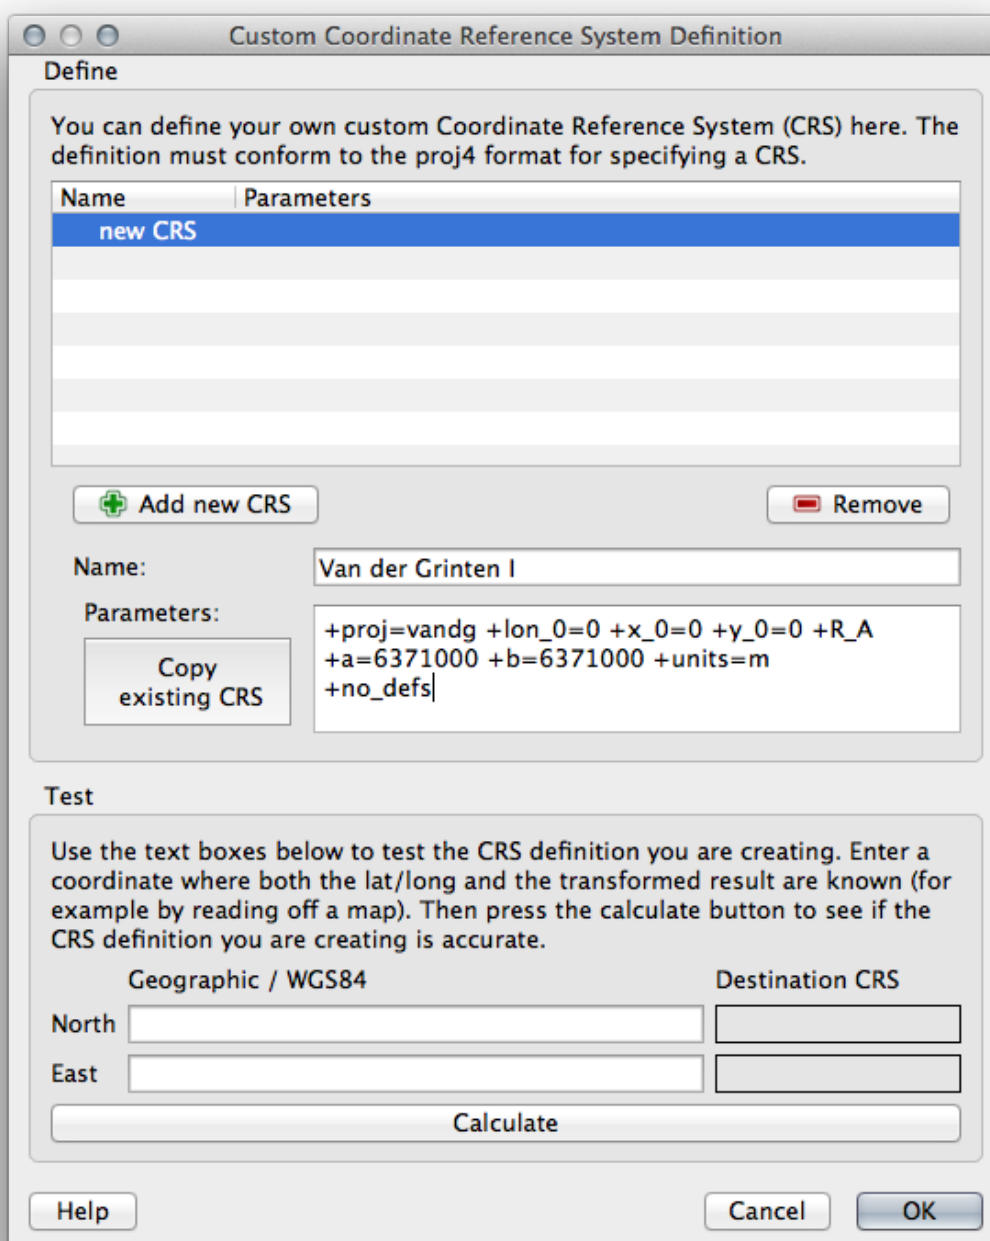 Custom Coordinate Reference System Definition
Define
You can define your own custom Coordinate Reference System (CRS) here. The
definition must conform to the proj4 format for specifying a CRS.
Name Parameters
new CRS
Add new CRS Remove
Name: Van der Grinten I
Parameters:
Copy
existing CRS
+proj=vandg +lon_0=0 +x_0=0 +y_0=0 +R_A
+a=6371000 +b=6371000 +units=m
+no_defs
Test
Use the text boxes below to test the CRS definition you are creating. Enter a
coordinate where both the lat/long and the transformed result are known (for
example by reading off a map). Then press the calculate button to see if the
CRS definition you are creating is accurate.
Geographic / WGS84 Destination CRS
North
East
Calculate
Help Cancel OK